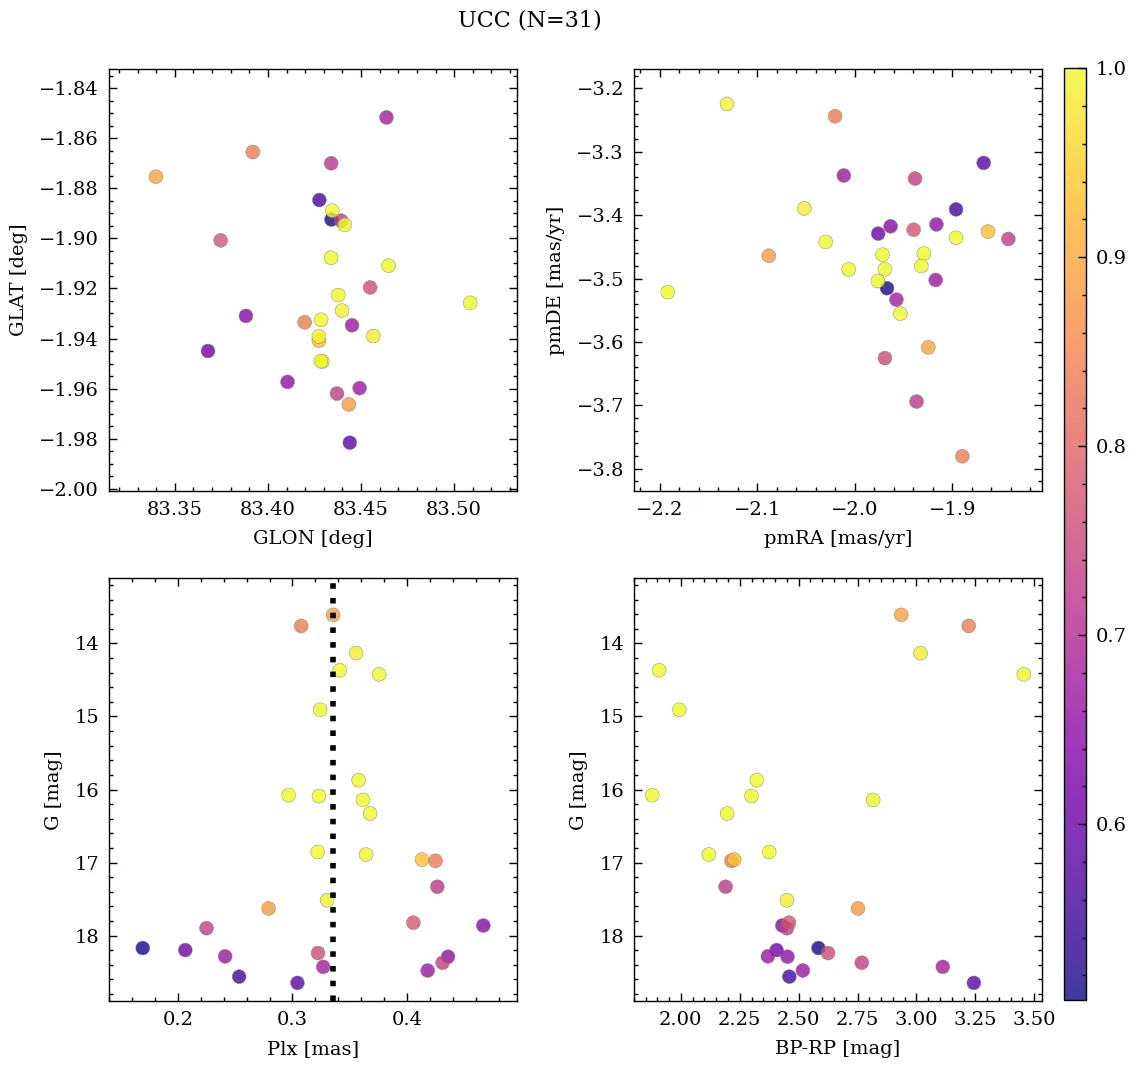 UCC (N=31)
−1.84
−1.86
−1.88
−1.90
−1.92
−1.94
−1.96
−1.98
−2.00
GLAT [deg]
83.35 83.40 83.45 83.50
GLON [deg]
−3.2
−3.3
−3.4
−3.5
−3.6
−3.7
−3.8
pmDE [mas/yr]
−2.2 −2.1 −2.0 −1.9
pmRA [mas/yr]
14
15
16
17
18
G [mag]
0.2 0.3 0.4
Plx [mas]
14
15
16
17
18
G [mag]
2.00 2.25 2.50 2.75 3.00 3.25 3.50
BP-RP [mag]
1.0
0.9
0.8
0.7
0.6